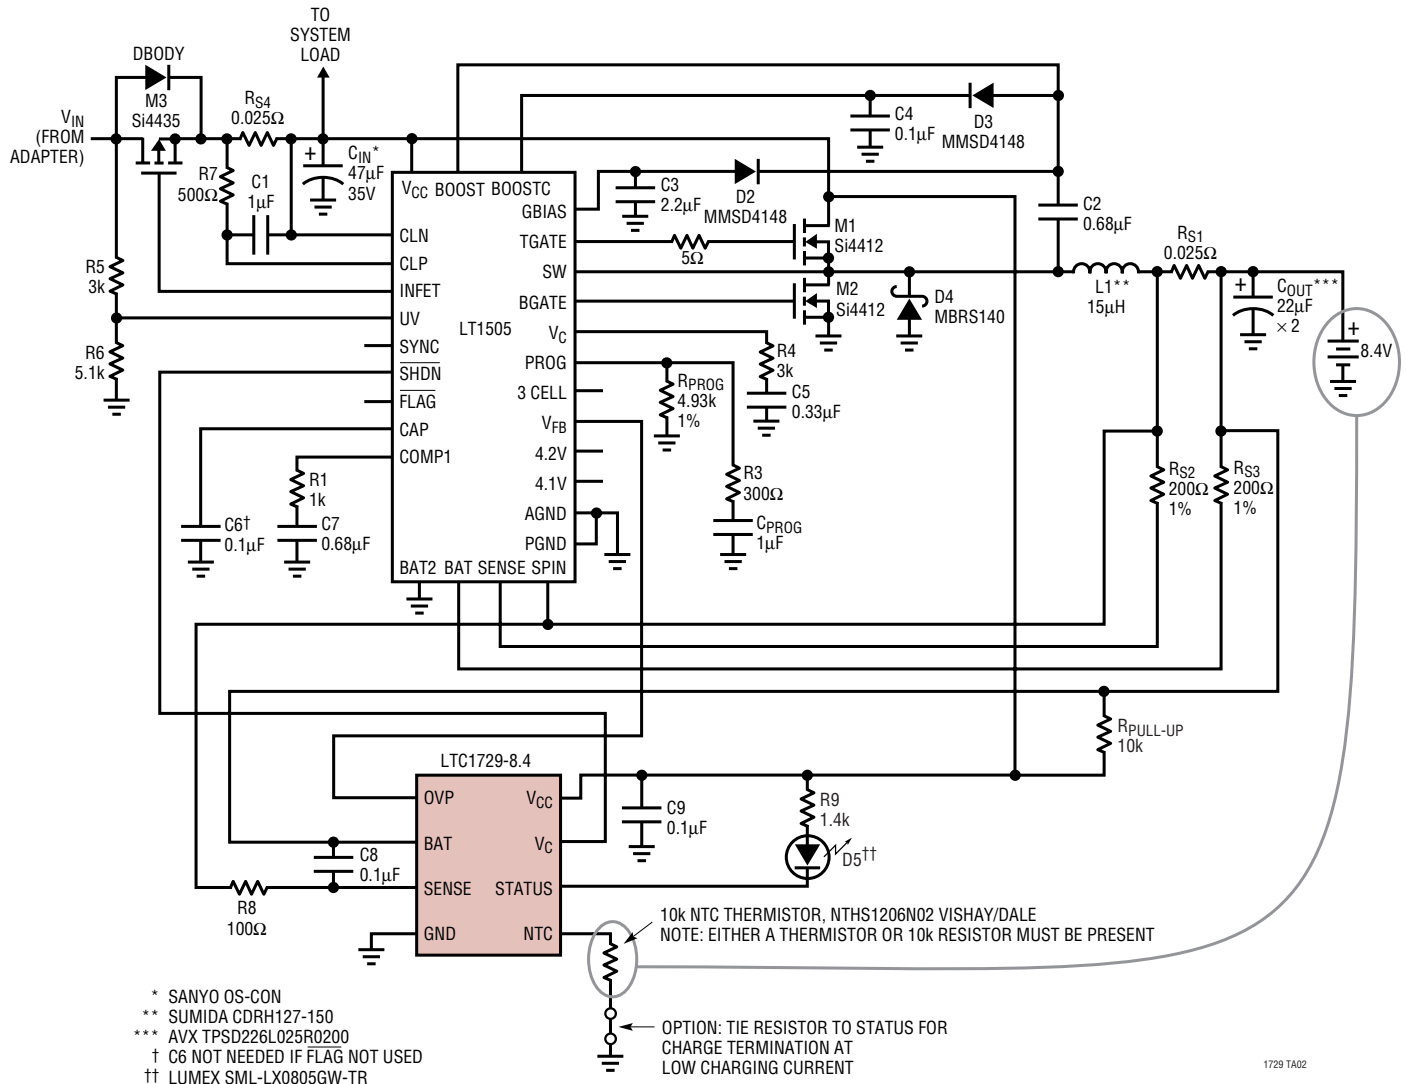 TO
SYSTEM
LOAD
DBODY
M3
Si4435
RS4
0.025Ω
VIN
(FROM
ADAPTER)
R7
500Ω
C1
1µF
+
CIN*
47µF
35V
R5
3k
R6
5.1k
C4
0.1µF
D3
MMSD4148
C3
2.2µF
D2
MMSD4148
C2
0.68µF
5Ω
M1
Si4412
M2
Si4412
D4
MBRS140
L1**
15µH
RS1
0.025Ω
+
COUT***
22µF
× 2
+
8.4V
VCC BOOST BOOSTC
GBIAS
TGATE
SW
BGATE
VC
PROG
3 CELL
VFB
4.2V
4.1V
AGND
PGND
CLN
CLP
INFET
UV
SYNC
SHDN
FLAG
CAP
COMP1
LT1505
BAT2 BAT SENSE SPIN
R4
3k
C5
0.33µF
RPROG
4.93k
1%
R3
300Ω
CPROG
1µF
RS2
200Ω
1%
RS3
200Ω
1%
C6†
0.1µF
R1
1k
C7
0.68µF
RPULL-UP
10k
LTC1729-8.4
OVP
BAT
SENSE
GND
VCC
VC
STATUS
NTC
C8
0.1µF
R8
100Ω
C9
0.1µF
R9
1.4k
D5††
10k NTC THERMISTOR, NTHS1206N02 VISHAY/DALE
NOTE: EITHER A THERMISTOR OR 10k RESISTOR MUST BE PRESENT
OPTION: TIE RESISTOR TO STATUS FOR
CHARGE TERMINATION AT
LOW CHARGING CURRENT
* SANYO OS-CON
** SUMIDA CDRH127-150
*** AVX TPSD226L025R0200
† C6 NOT NEEDED IF FLAG NOT USED
†† LUMEX SML-LX0805GW-TR
1729 TA02